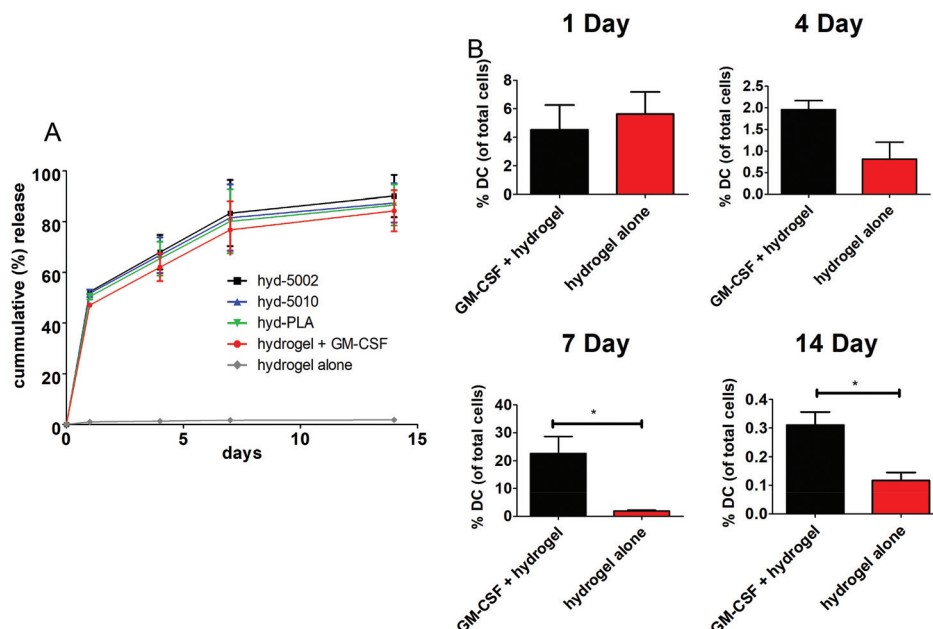 A
cummulative (%) release
100
80
60
40
20
0
0
5
10
15
days
hyd-5002
hyd-5010
hyd-PLA
hydrogel + GM-CSF
hydrogel alone
B
1 Day
% DC (of total cells)
8
6
4
2
0
GM-CSF + hydrogel
hydrogel alone
4 Day
% DC (of total cells)
2.5
2.0
1.5
1.0
0.5
0.0
GM-CSF + hydrogel
hydrogel alone
7 Day
% DC (of total cells)
40
30
20
10
0
*
GM-CSF + hydrogel
hydrogel alone
14 Day
% DC (of total cells)
0.4
0.3
0.2
0.1
0.0
*
GM-CSF + hydrogel
hydrogel alone